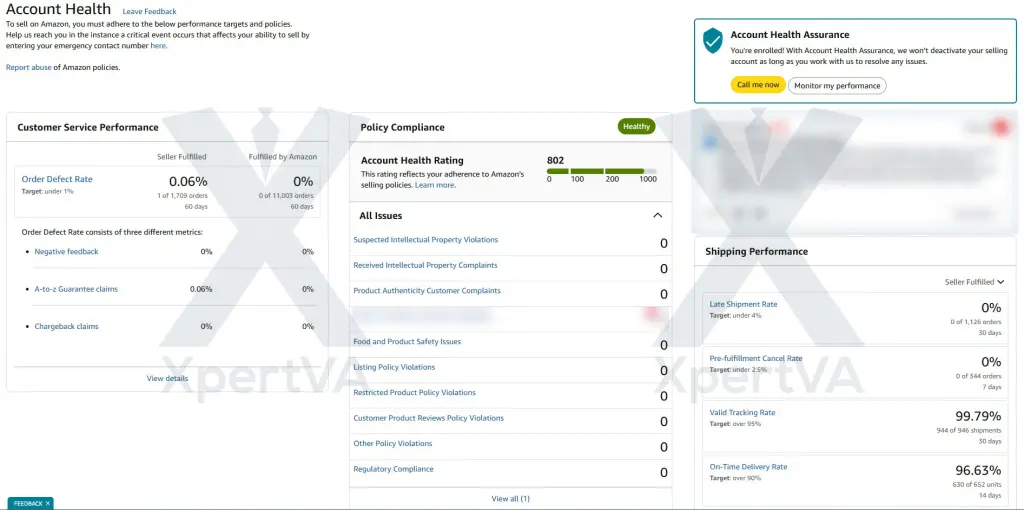 Account Health
Leave Feedback
To sell on Amazon, you must adhere to the below performance targets and policies.
Help us reach you in the instance a critical event occurs that affects your ability to sell by
entering your emergency contact number here.
Report abuse of Amazon policies.
Account Health Assurance
You're enrolled! With Account Health Assurance, we won't deactivate your selling
account as long as you work with us to resolve any issues.
Call me now
Monitor my performance
Customer Service Performance
Seller Fulfilled
Fulfilled by Amazon
Order Defect Rate
Target: under 1%
0.06%
1 of 1,709 orders
60 days
0%
0 of 11,003 orders
60 days
Order Defect Rate consists of three different metrics:
Negative feedback
0%
0%
A-to-z Guarantee claims
0.06%
0%
Chargeback claims
0%
0%
View details
Policy Compliance
Healthy
Account Health Rating
This rating reflects your adherence to Amazon's
selling policies. Learn more.
802
0 100 200 1000
All Issues
Suspected Intellectual Property Violations
0
Received Intellectual Property Complaints
0
Product Authenticity Customer Complaints
0
Food and Product Safety Issues
0
Listing Policy Violations
0
Restricted Product Policy Violations
0
Customer Product Reviews Policy Violations
0
Other Policy Violations
0
Regulatory Compliance
0
View all (1)
Shipping Performance
Seller Fulfilled
Late Shipment Rate
Target: under 4%
0%
0 of 1,126 orders
30 days
Pre-fulfillment Cancel Rate
Target: under 2.5%
0%
0 of 344 orders
7 days
Valid Tracking Rate
Target: over 95%
99.79%
944 of 946 shipments
30 days
On-Time Delivery Rate
Target: over 90%
96.63%
630 of 652 units
14 days
XpertVA
XpertVA
FEEDBACK ×